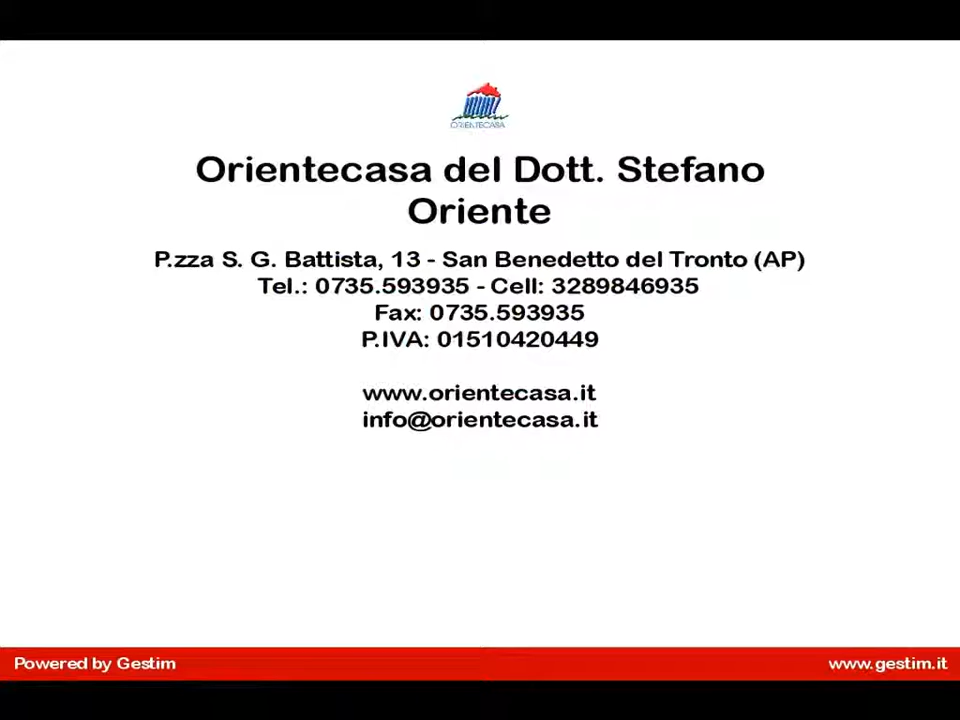 ORIENTECASA
Orientecasa del Dott. Stefano
Oriente
P.zza S. G. Battista, 13 - San Benedetto del Tronto (AP)
Tel.: 0735.593935 - Cell: 3289846935
Fax: 0735.593935
P.IVA: 01510420449
www.orientecasa.it
info@orientecasa.it
Powered by Gestim
www.gestim.it